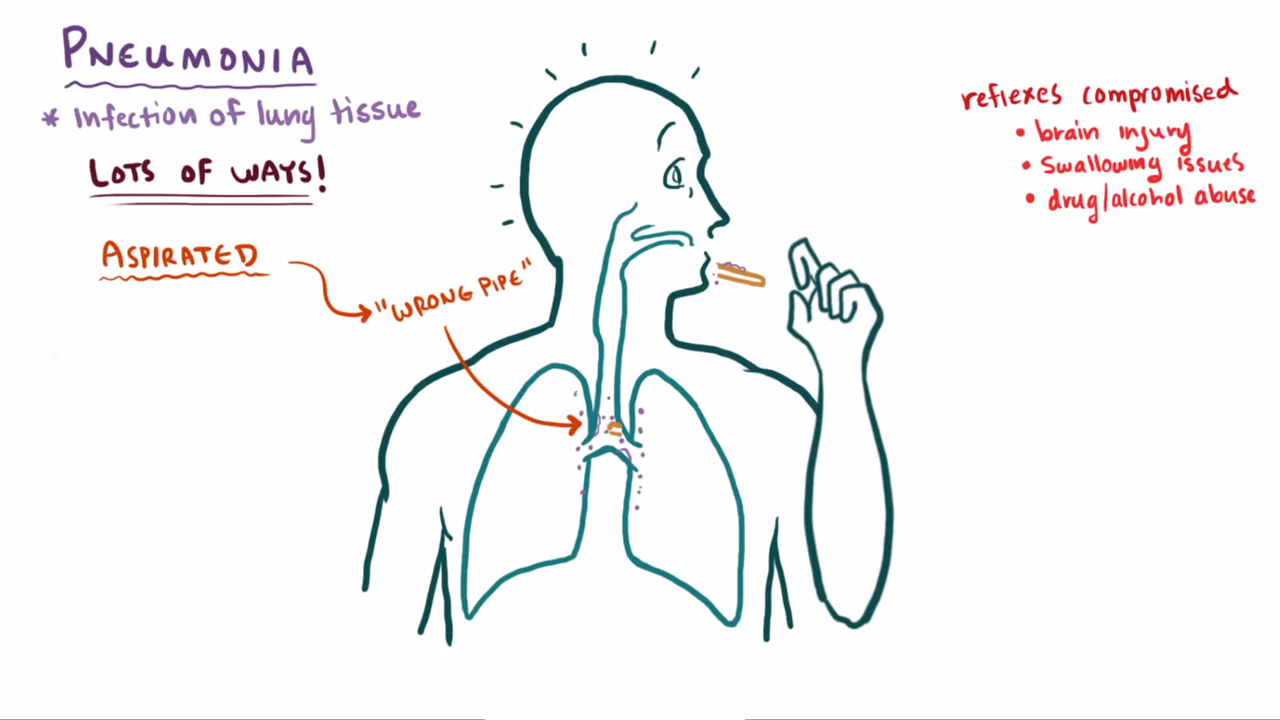 PNEUMONIA
* Infection of lung tissue
LOTS OF WAYS!
ASPIRATED
"WRONG PIPE"
reflexes compromised
• brain injury
• swallowing issues
• drug/alcohol abuse